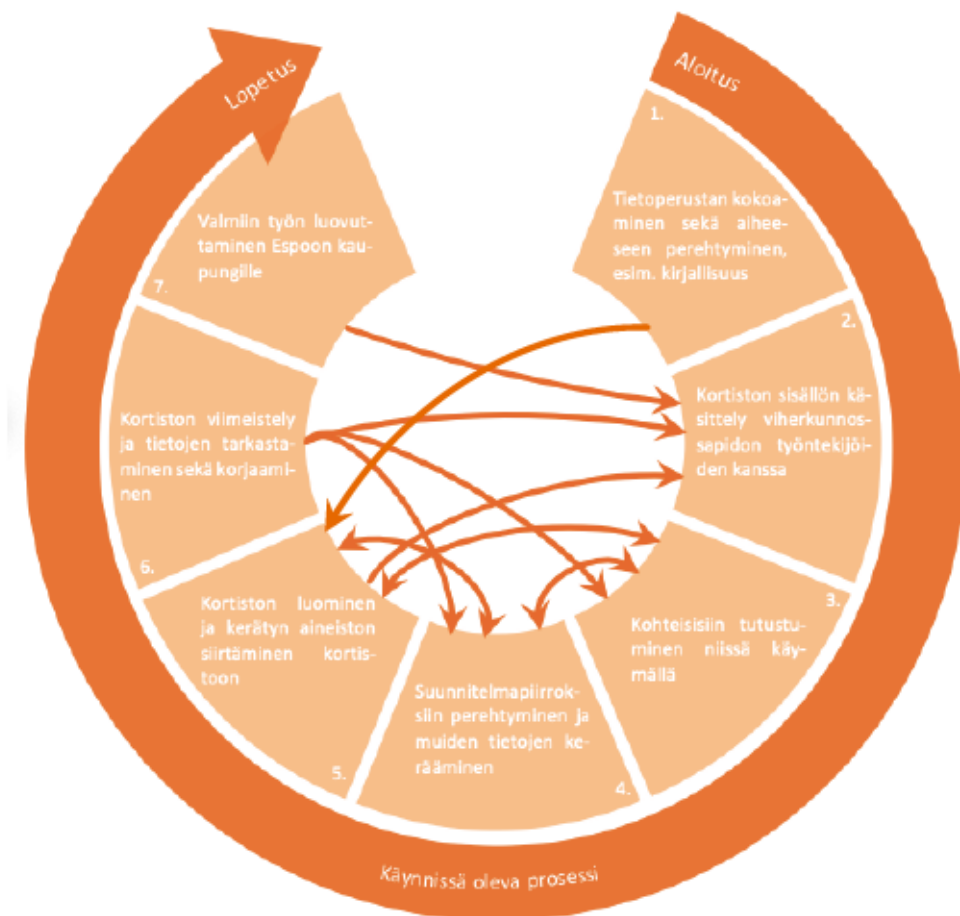 Lopetus
Aloitus
1.
Tietoperustan kokoa-
minen sekä aihee-
seen perehtyminen,
esim. kirjallisuus
2.
Kortiston sisällön kä-
sittely viherkunnos-
sapidon työntekijöi-
den kanssa
3.
Kohteisiin tutustu-
minen niissä käy-
mällä
4.
Suunnitelmapiirrok-
siin perehtyminen ja
muiden tietojen ke-
rääminen
5.
Kortiston luominen
ja kerätyn aineiston
siirtäminen kortis-
toon
6.
Kortiston viimeistely
ja tietojen tarkasta-
minen sekä korjaami-
nen
7.
Valmiin työn luovut-
taminen Espoon kau-
pungille
Käynnissä oleva prosessi